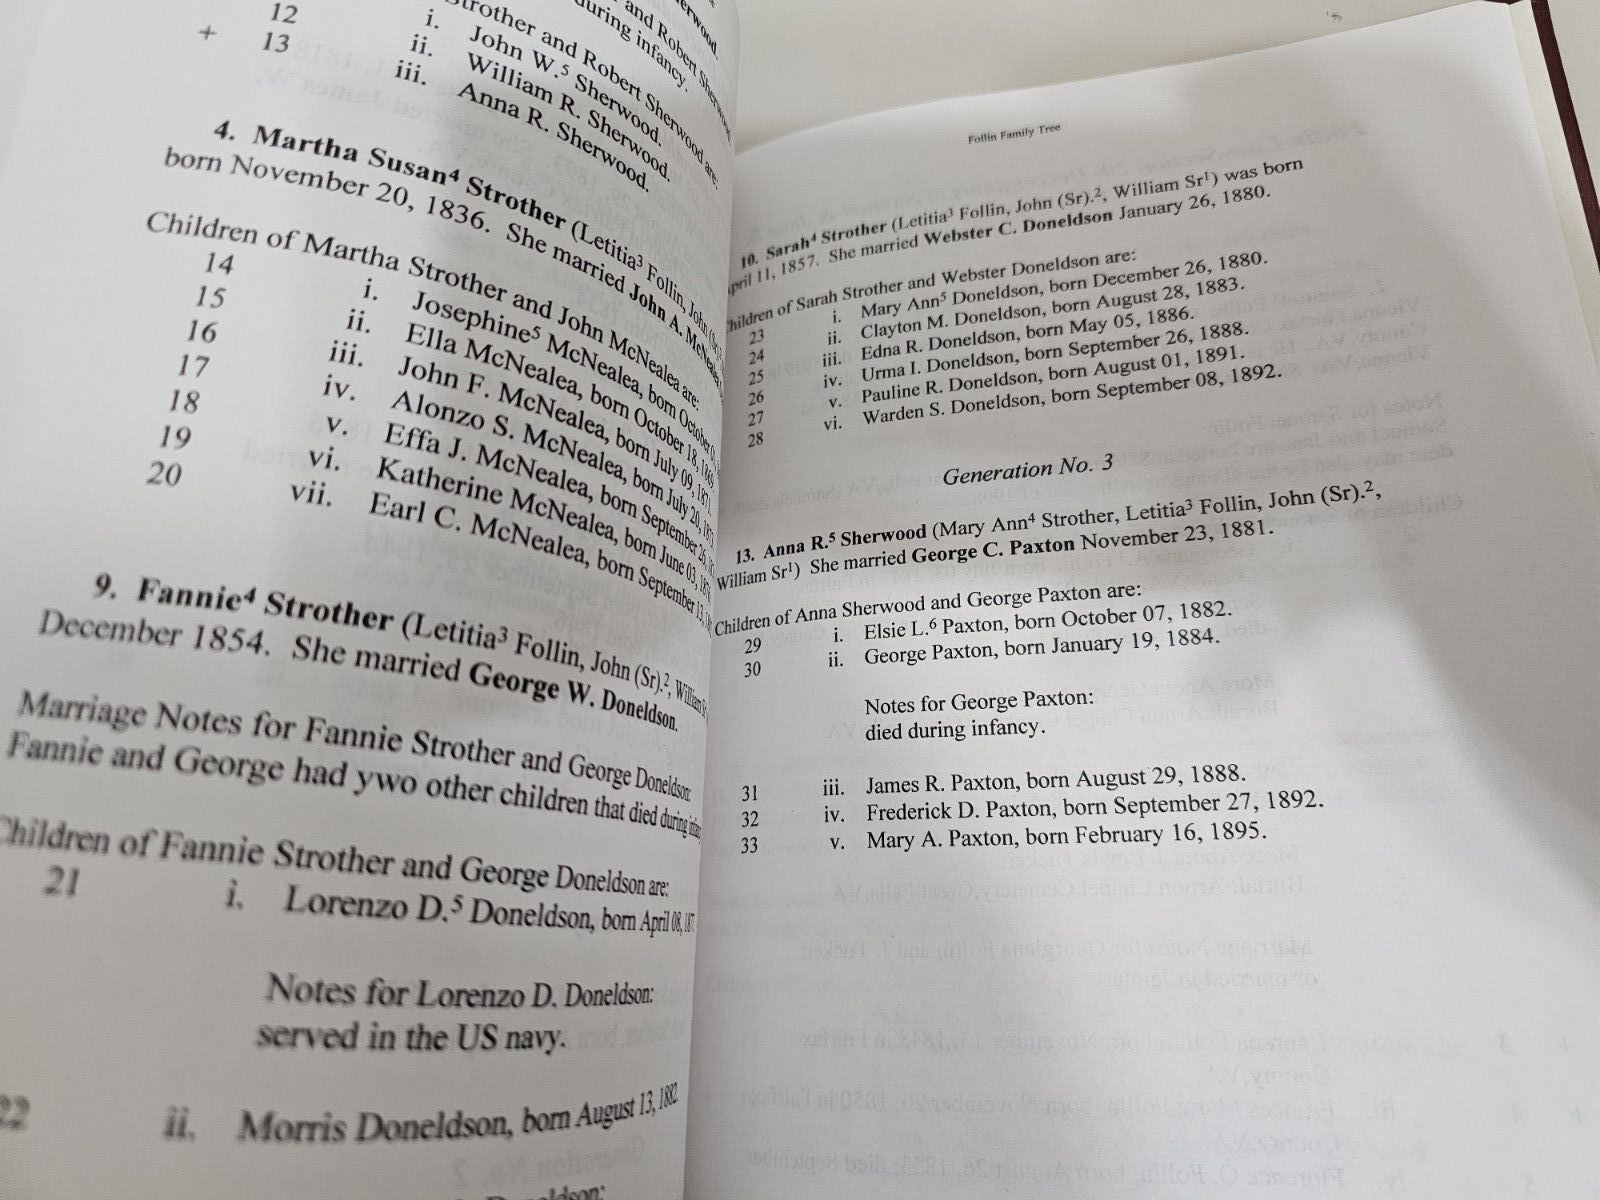 Strother and Robert Sherwood are:
12 i. John W.⁵ Sherwood.
+ 13 ii. William R. Sherwood.
iii. Anna R. Sherwood.
4. Martha Susan⁴ Strother (Letitia³ Follin, John (Sr).²,
born November 20, 1836. She married John A. McNealea
Children of Martha Strother and John McNealea are:
14 i. Josephine⁵ McNealea, born October
15 ii. Ella McNealea, born October 18, 1869
16 iii. John F. McNealea, born July 09, 1871.
17 iv. Alonzo S. McNealea, born July 20,
18 v. Effa J. McNealea, born September 26,
19 vi. Katherine McNealea, born June 03,
20 vii. Earl C. McNealea, born September 13,
9. Fannie⁴ Strother (Letitia³ Follin, John (Sr).², William
December 1854. She married George W. Doneldson.
Marriage Notes for Fannie Strother and George Doneldson:
Fannie and George had ywo other children that died during
Children of Fannie Strother and George Doneldson are:
21 i. Lorenzo D.⁵ Doneldson, born April 08,
Notes for Lorenzo D. Doneldson:
served in the US navy.
22 ii. Morris Doneldson, born August 13, 1882
Follin Family Tree
10. Sarah⁴ Strother (Letitia³ Follin, John (Sr).², William Sr¹) was born
April 11, 1857. She married Webster C. Doneldson January 26, 1880.
Children of Sarah Strother and Webster Doneldson are:
23 i. Mary Ann⁵ Doneldson, born December 26, 1880.
24 ii. Clayton M. Doneldson, born August 28, 1883.
25 iii. Edna R. Doneldson, born May 05, 1886.
26 iv. Urma I. Doneldson, born September 26, 1888.
27 v. Pauline R. Doneldson, born August 01, 1891.
28 vi. Warden S. Doneldson, born September 08, 1892.
Generation No. 3
13. Anna R.⁵ Sherwood (Mary Ann⁴ Strother, Letitia³ Follin, John (Sr).²,
William Sr¹) She married George C. Paxton November 23, 1881.
Children of Anna Sherwood and George Paxton are:
29 i. Elsie L.⁶ Paxton, born October 07, 1882.
30 ii. George Paxton, born January 19, 1884.
Notes for George Paxton:
died during infancy.
31 iii. James R. Paxton, born August 29, 1888.
32 iv. Frederick D. Paxton, born September 27, 1892.
33 v. Mary A. Paxton, born February 16, 1895.